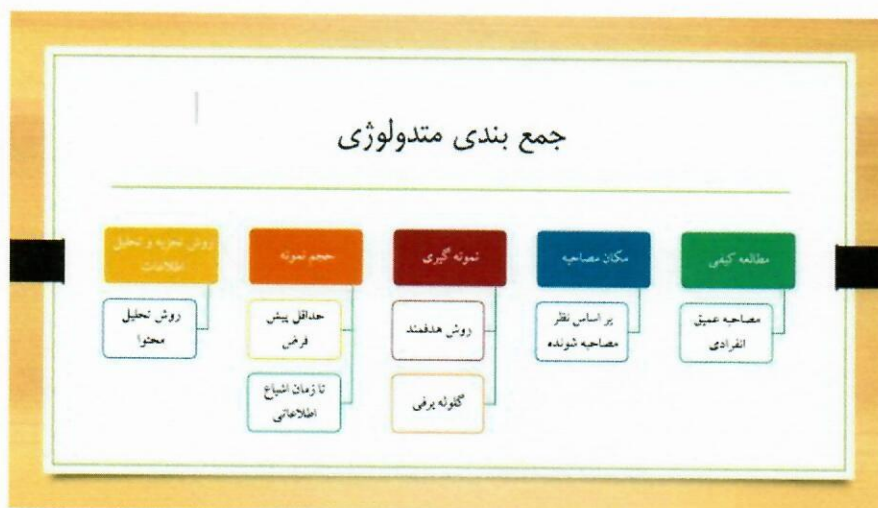 جمع بندی متدولوژی
مطالعه کیفی
مصاحبه عمیق
انفرادی
مکان مصاحبه
بر اساس نظر
مصاحبه شونده
نمونه گیری
روش هدفمند
گلوله برفی
حجم نمونه
حداقل پیش
فرض
تا زمان اشباع
اطلاعاتی
روش تجزیه و تحلیل
اطلاعات
روش تحلیل
محتوا